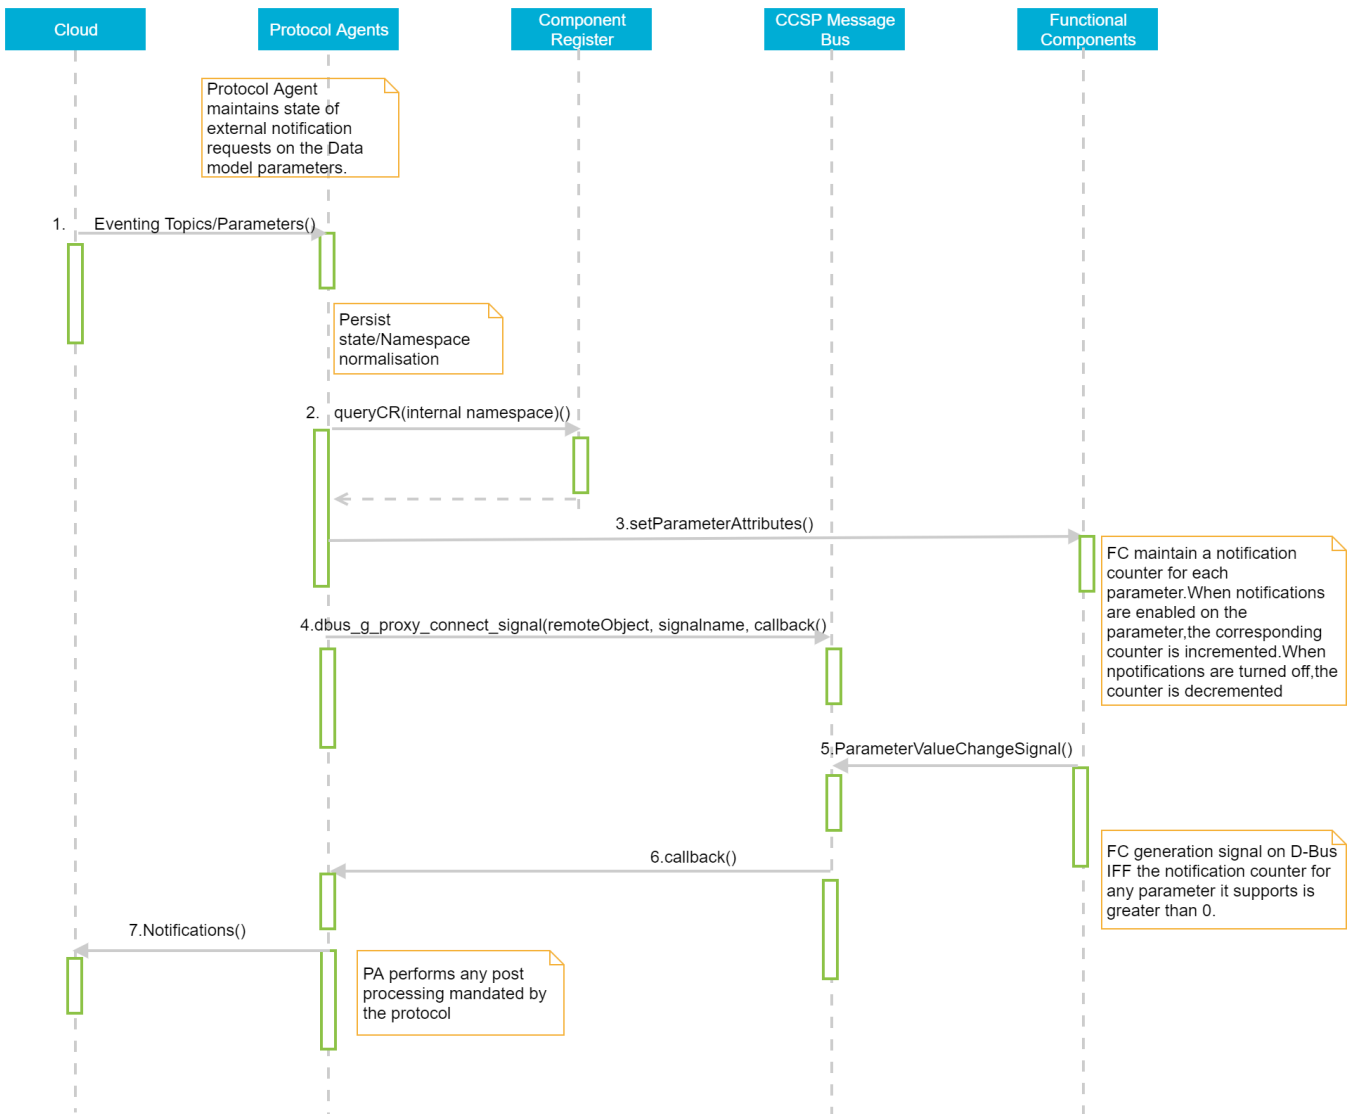 Cloud
Protocol Agents
Component
Register
CCSP Message
Bus
Functional
Components
Protocol Agent
maintains state of
external notification
requests on the Data
model parameters.
1. Eventing Topics/Parameters()
Persist
state/Namespace
normalisation
2. queryCR(internal namespace)()
3.setParameterAttributes()
FC maintain a notification
counter for each
parameter.When notifications
are enabled on the
parameter,the corresponding
counter is incremented.When
npotifications are turned off,the
counter is decremented
4.dbus_g_proxy_connect_signal(remoteObject, signalname, callback()
5.ParameterValueChangeSignal()
FC generation signal on D-Bus
IFF the notification counter for
any parameter it supports is
greater than 0.
6.callback()
7.Notifications()
PA performs any post
processing mandated by
the protocol